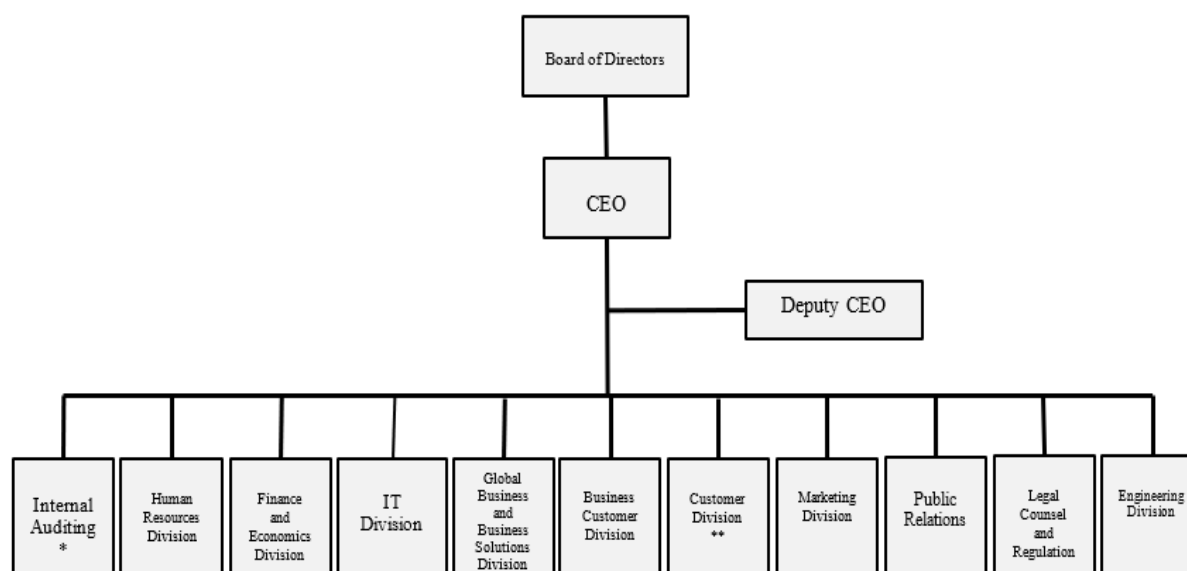 Board of Directors
CEO
Deputy CEO
Internal
Auditing
*
Human
Resources
Division
Finance
and
Economics
Division
IT
Division
Global
Business
and
Business
Solutions
Division
Business
Customer
Division
Customer
Division
**
Marketing
Division
Public
Relations
Legal
Counsel
and
Regulation
Engineering
Division